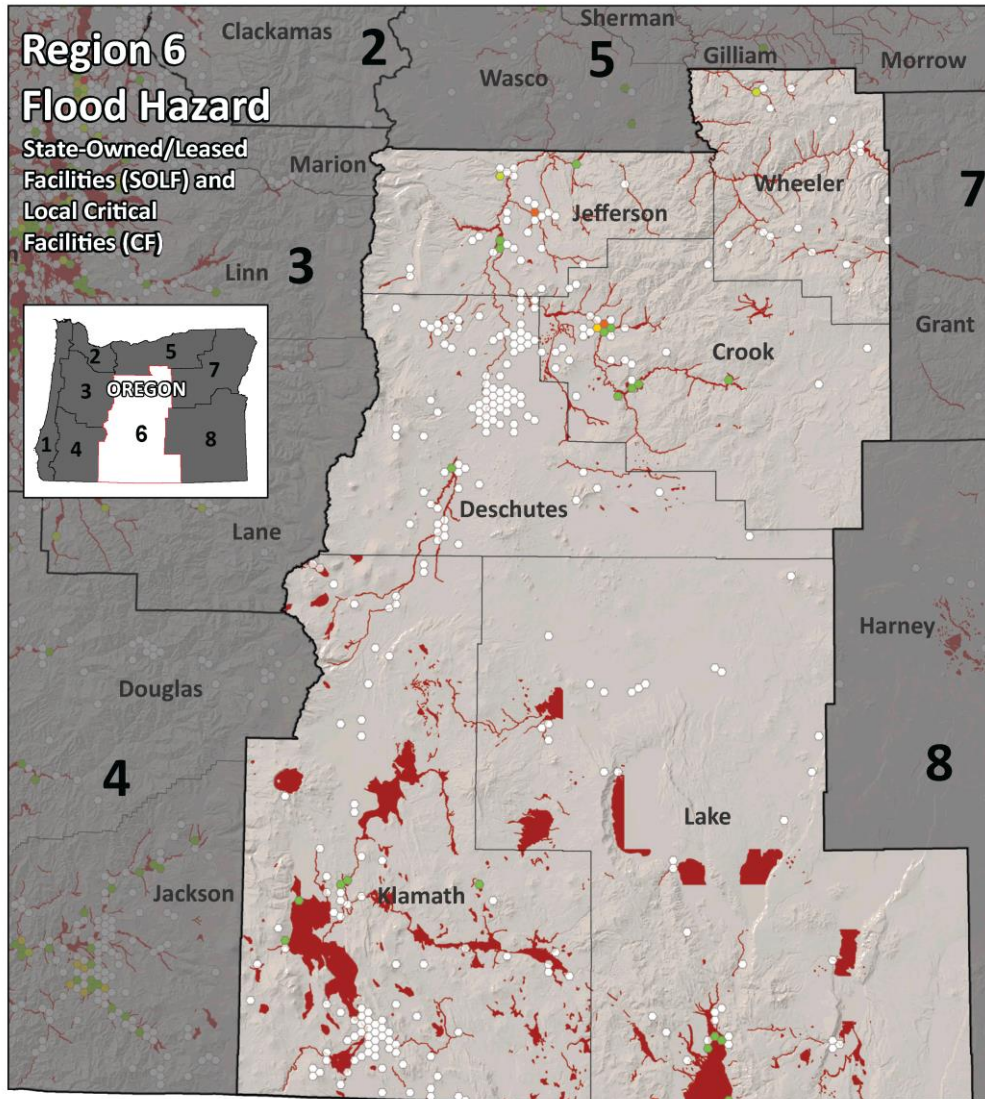 Region 6
Flood Hazard
State-Owned/Leased
Facilities (SOLF) and
Local Critical
Facilities (CF)
Clackamas
2
Wasco
5
Sherman
Gilliam
Morrow
Marion
Jefferson
Wheeler
7
Linn
3
Crook
Grant
2
5
7
3
OREGON
6
1
4
8
Lane
Deschutes
Harney
Douglas
4
8
Lake
Jackson
Klamath